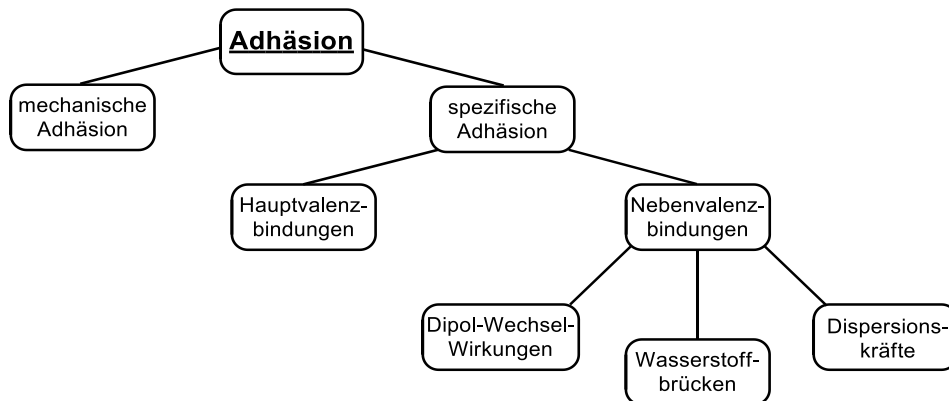 Adhäsion
mechanische
Adhäsion
spezifische
Adhäsion
Hauptvalenz-
bindungen
Nebenvalenz-
bindungen
Dipol-Wechsel-
Wirkungen
Wasserstoff-
brücken
Dispersions-
kräfte